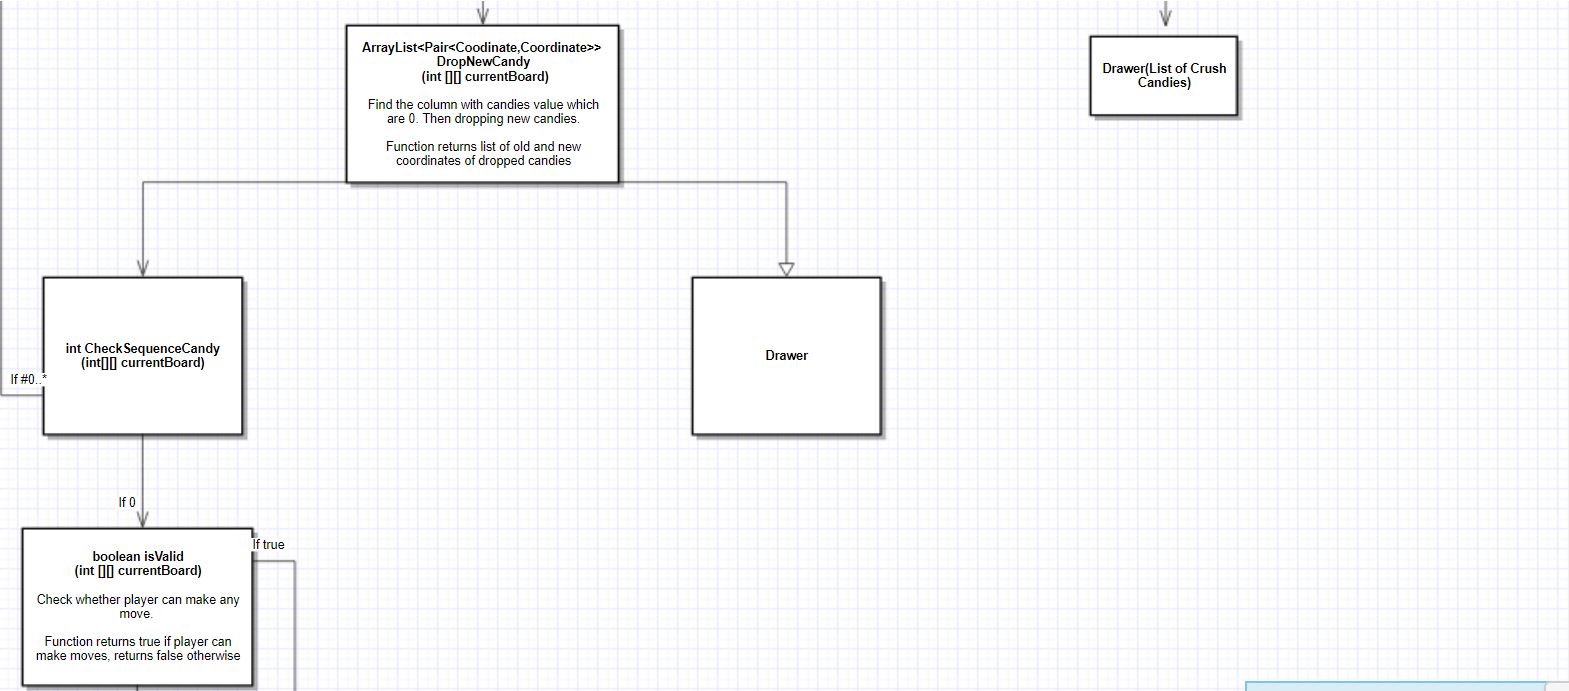 ArrayList<Pair<Coodinate,Coordinate>>
DropNewCandy
(int [][] currentBoard)
Find the column with candies value which
are 0. Then dropping new candies.
Function returns list of old and new
coordinates of dropped candies
Drawer(List of Crush
Candies)
int CheckSequenceCandy
(int[][] currentBoard)
If #0..*
Drawer
If 0
boolean isValid
(int [][] currentBoard)
Check whether player can make any
move.
Function returns true if player can
make moves, returns false otherwise
If true